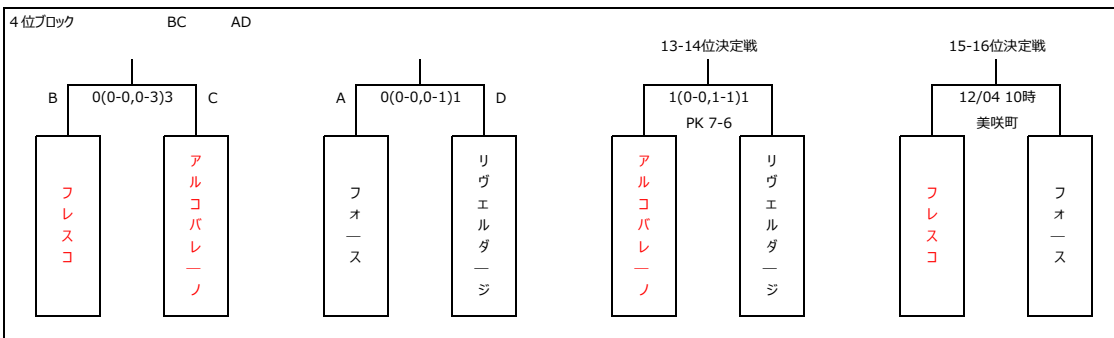 4位ブロック BC AD
13-14位決定戦 15-16位決定戦
B 0(0-0,0-3)3 C A 0(0-0,0-1)1 D 1(0-0,1-1)1 12/04 10時
PK 7-6 美咲町
フレスコ
アルコバレーノ
フォース
リヴェルダージ
アルコバレーノ
リヴェルダージ
フレスコ
フォース